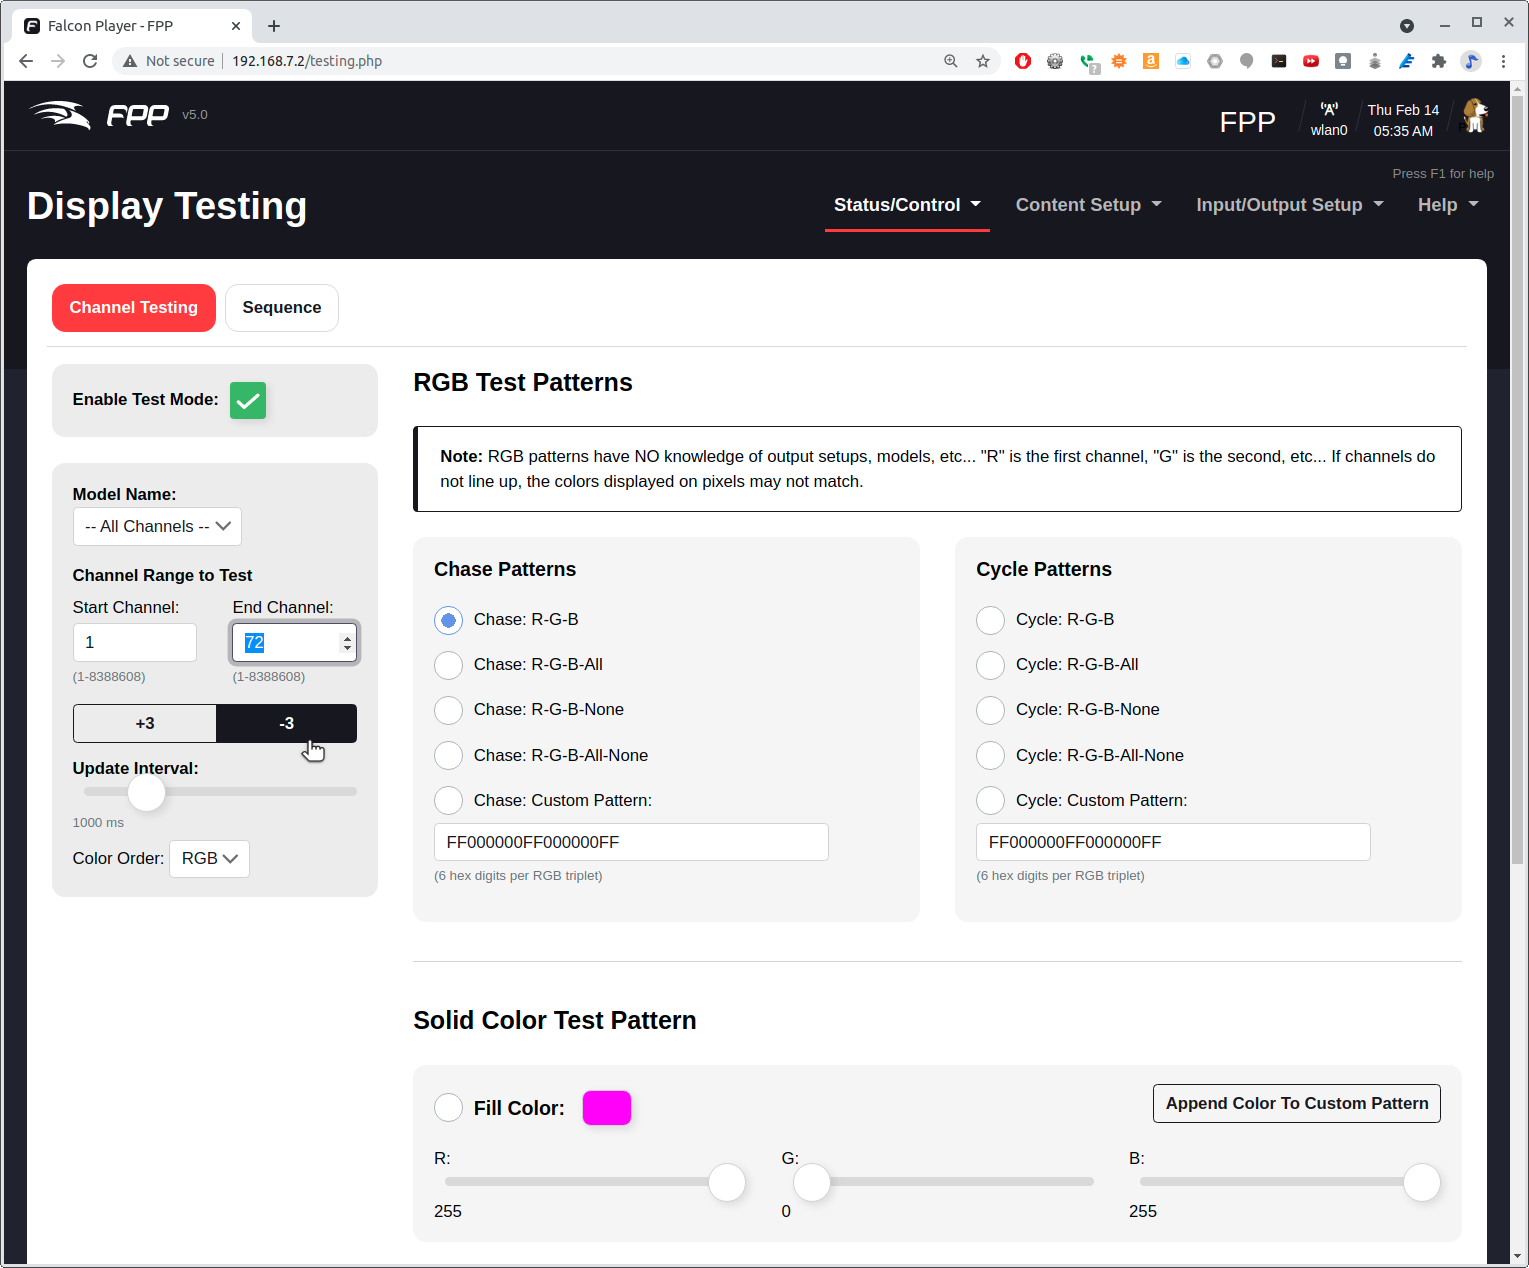 Falcon Player - FPP
Not secure
192.168.7.2/testing.php
FPP v5.0
FPP
wlan0
Thu Feb 14
05:35 AM
Press F1 for help
Display Testing
Status/Control
Content Setup
Input/Output Setup
Help
Channel Testing
Sequence
Enable Test Mode:
Model Name:
-- All Channels --
Channel Range to Test
Start Channel:
End Channel:
1
72
(1-8388608)
(1-8388608)
+3
-3
Update Interval:
1000 ms
Color Order:
RGB
RGB Test Patterns
Note: RGB patterns have NO knowledge of output setups, models, etc... "R" is the first channel, "G" is the second, etc... If channels do
not line up, the colors displayed on pixels may not match.
Chase Patterns
Chase: R-G-B
Chase: R-G-B-All
Chase: R-G-B-None
Chase: R-G-B-All-None
Chase: Custom Pattern:
FF000000FF000000FF
(6 hex digits per RGB triplet)
Cycle Patterns
Cycle: R-G-B
Cycle: R-G-B-All
Cycle: R-G-B-None
Cycle: R-G-B-All-None
Cycle: Custom Pattern:
FF000000FF000000FF
(6 hex digits per RGB triplet)
Solid Color Test Pattern
Fill Color:
Append Color To Custom Pattern
R:
G:
B:
255
0
255